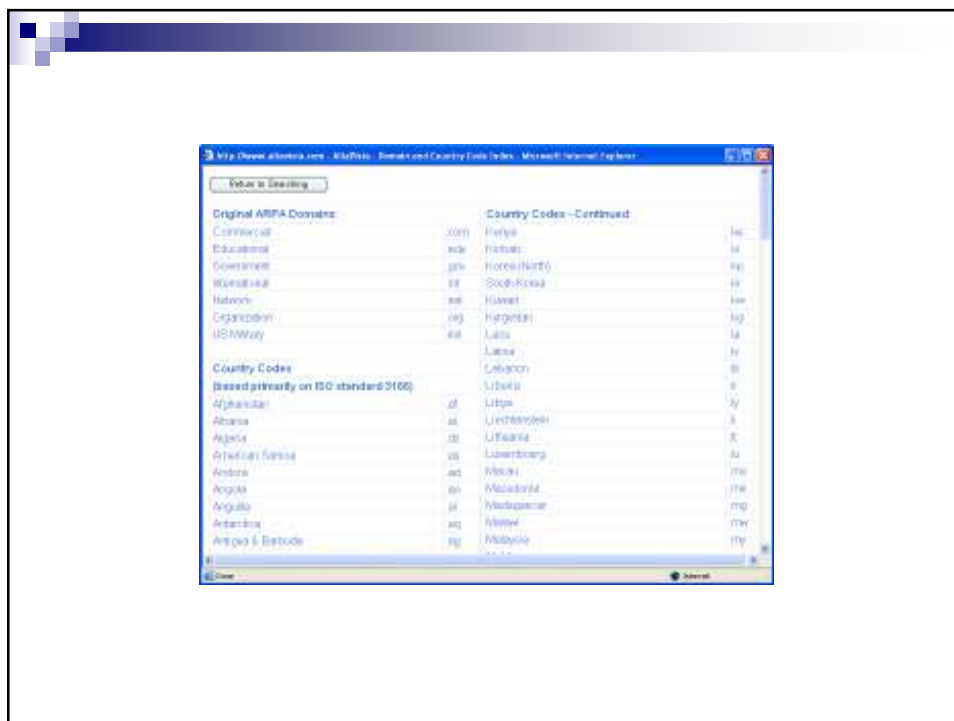 http://www.altavista.com - AltaVista - Domain and Country Code Index - Microsoft Internet Explorer
Return to Searching
Original ARPA Domains:
Commercial .com
Educational .edu
Government .gov
International .int
Network .net
Organization .org
US Military .mil
Country Codes
(based primarily on ISO standard 3166)
Afghanistan .af
Albania .al
Algeria .dz
American Samoa .as
Andorra .ad
Angola .ao
Anguilla .ai
Antarctica .aq
Antigua & Barbuda .ag
Country Codes - Continued:
Kenya .ke
Kiribati .ki
Korea (North) .kp
South Korea .kr
Kuwait .kw
Kyrgystan .kg
Laos .la
Latvia .lv
Lebanon .lb
Liberia .lr
Libya .ly
Liechtenstein .li
Lithuania .lt
Luxembourg .lu
Macau .mo
Macedonia
Madagascar .mg
Malawi .mw
Malaysia .my
Done
Internet